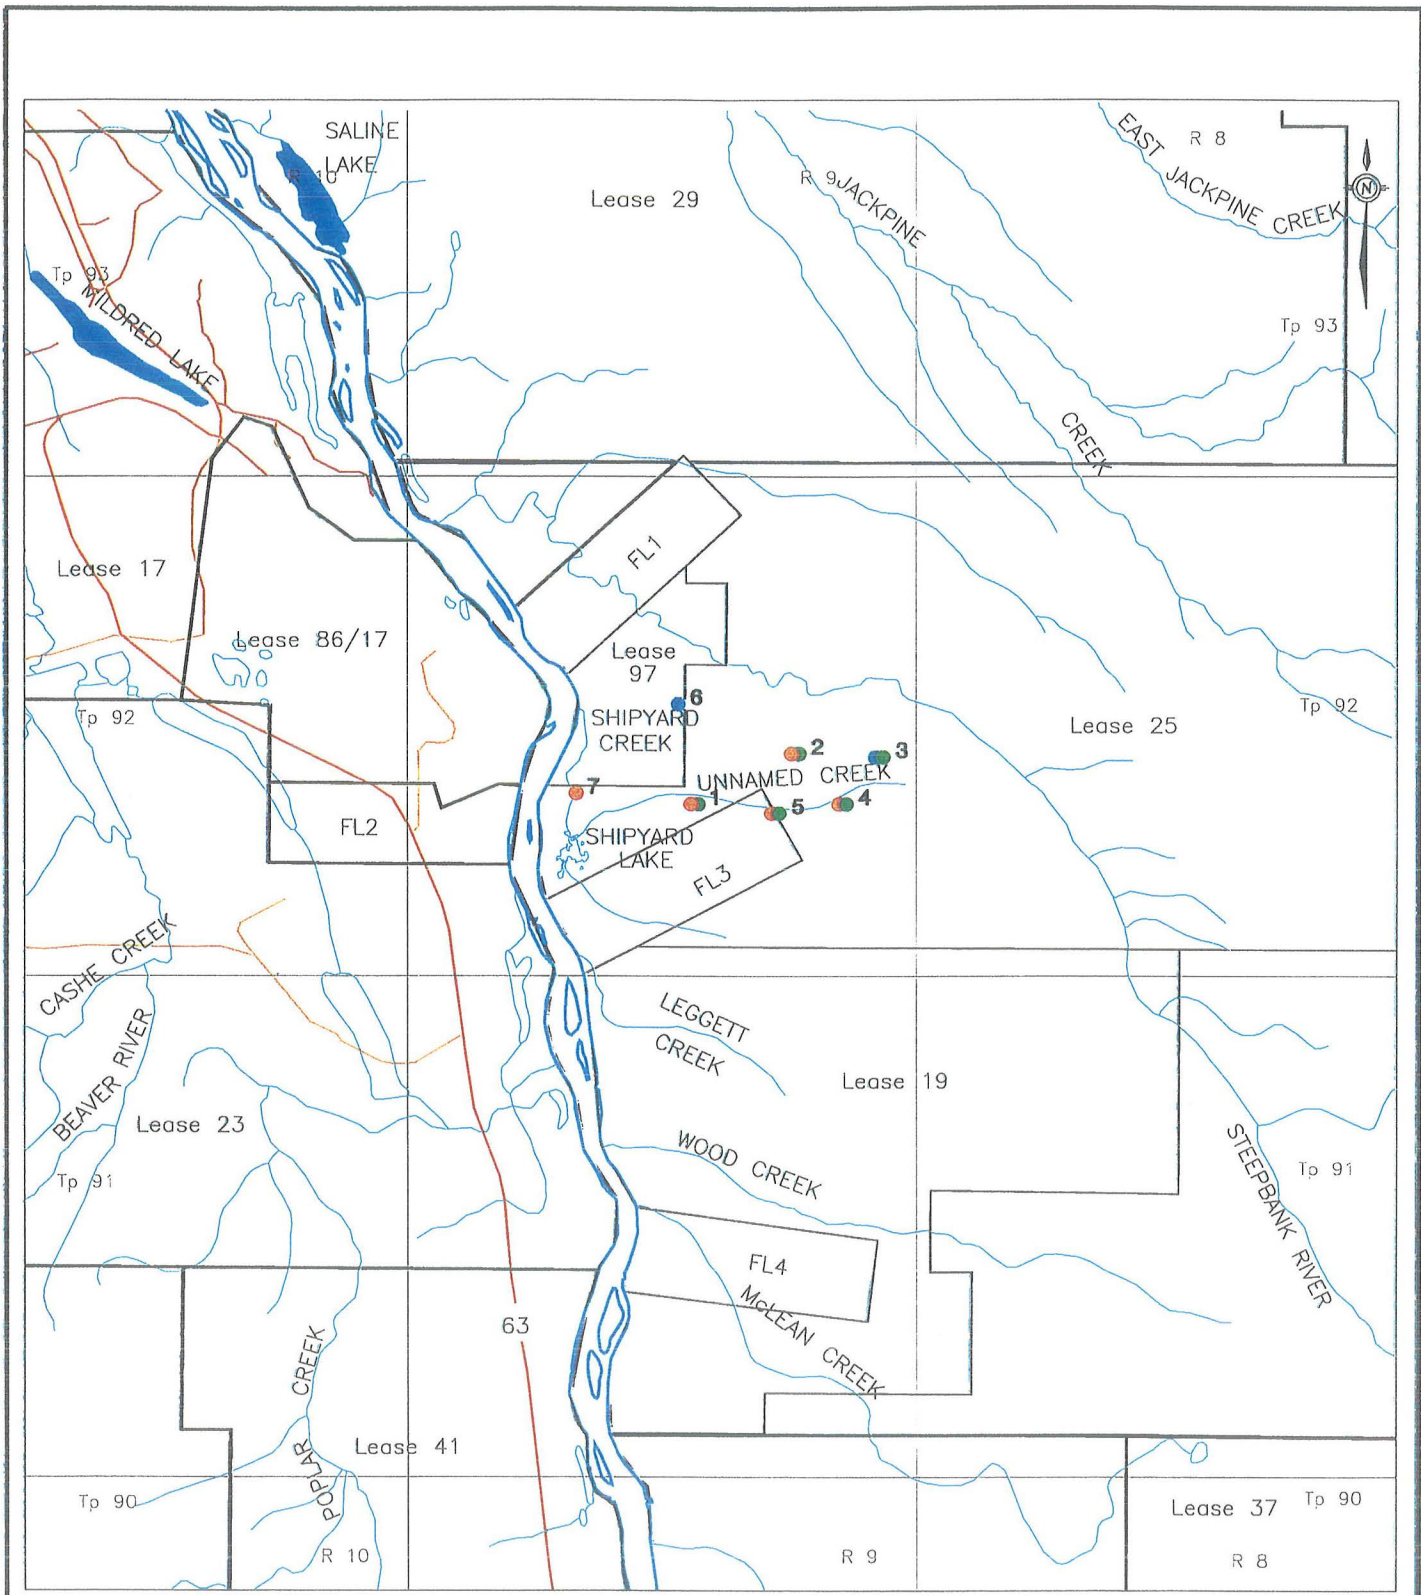 SALINE
LAKE
R 10
Lease 29
R 9
JACKPINE
CREEK
EAST JACKPINE CREEK
R 8
N
Tp 93
MILDRED LAKE
Tp 93
Lease 17
Lease 86/17
FL1
Lease
97
6
SHIPYARD
CREEK
Tp 92
Lease 25
Tp 92
2
3
UNNAMED CREEK
7
1
5
4
FL2
SHIPYARD
LAKE
FL3
CASHE CREEK
BEAVER RIVER
LEGGETT
CREEK
Lease 19
Lease 23
WOOD CREEK
STEEPBANK RIVER
Tp 91
Tp 91
FL4
McLEAN CREEK
63
POPLAR CREEK
Lease 41
Tp 90
Lease 37
Tp 90
R 10
R 9
R 8